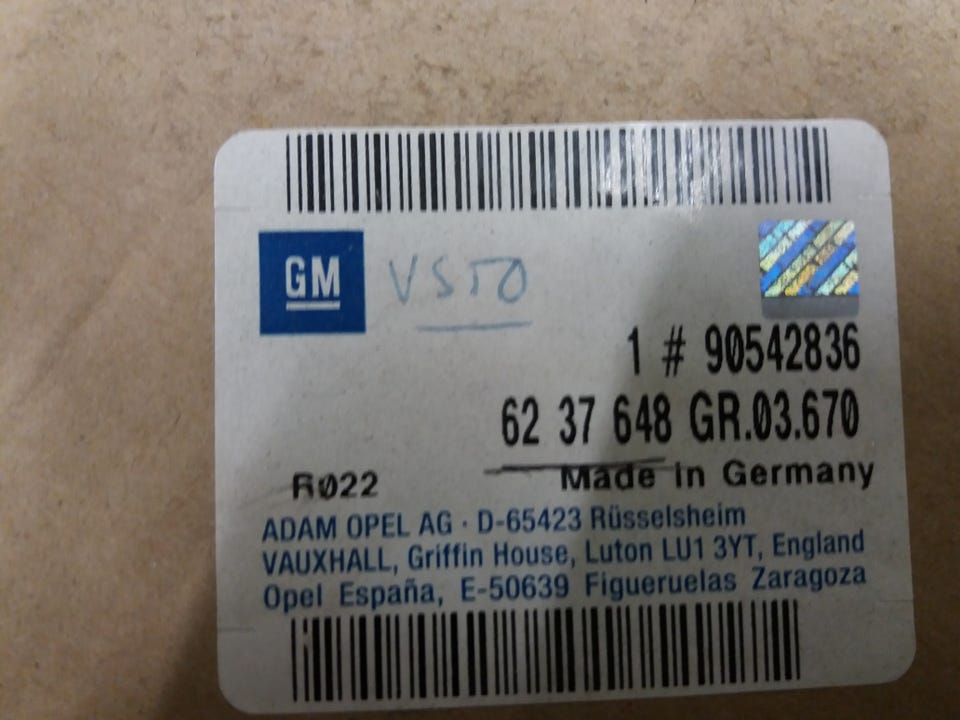 GM VS50
1 # 90542836
62 37 648 GR.03.670
RØ22 Made in Germany
ADAM OPEL AG · D-65423 Rüsselsheim
VAUXHALL, Griffin House, Luton LU1 3YT, England
Opel España, E-50639 Figueruelas Zaragoza